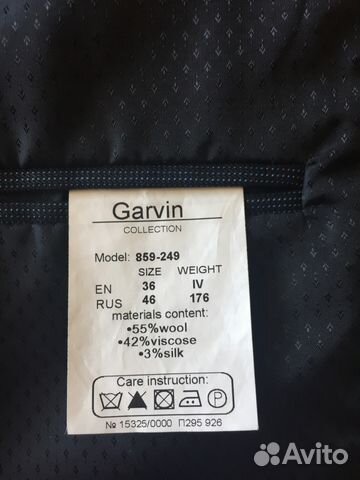 Garvin
COLLECTION
Model: 859-249
SIZE WEIGHT
EN 36 IV
RUS 46 176
materials content:
•55%wool
•42%viscose
•3%silk
Care instruction:
P
№ 15325/0000 П295 926
Avito